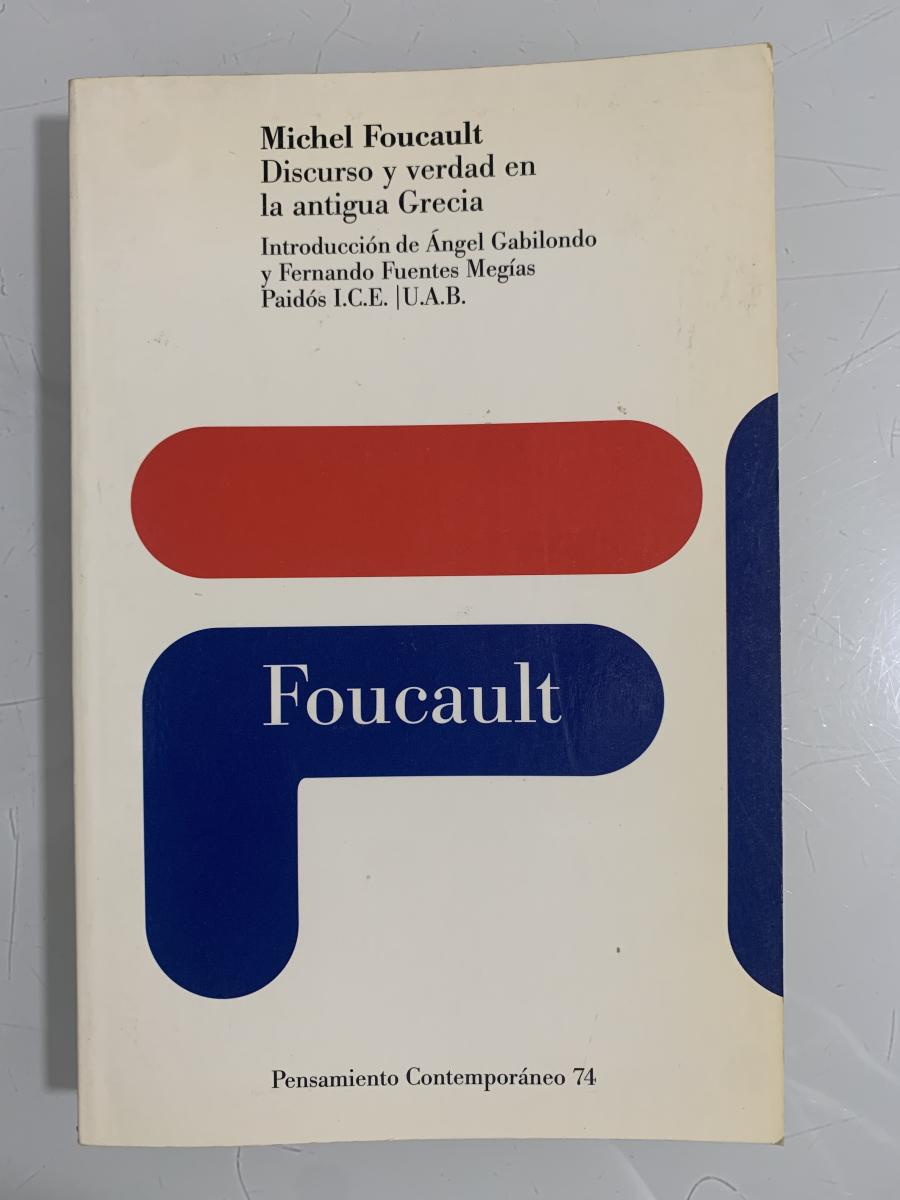 Michel Foucault
Discurso y verdad en
la antigua Grecia
Introducción de Ángel Gabilondo
y Fernando Fuentes Megías
Paidós I.C.E. |U.A.B.
Foucault
Pensamiento Contemporáneo 74